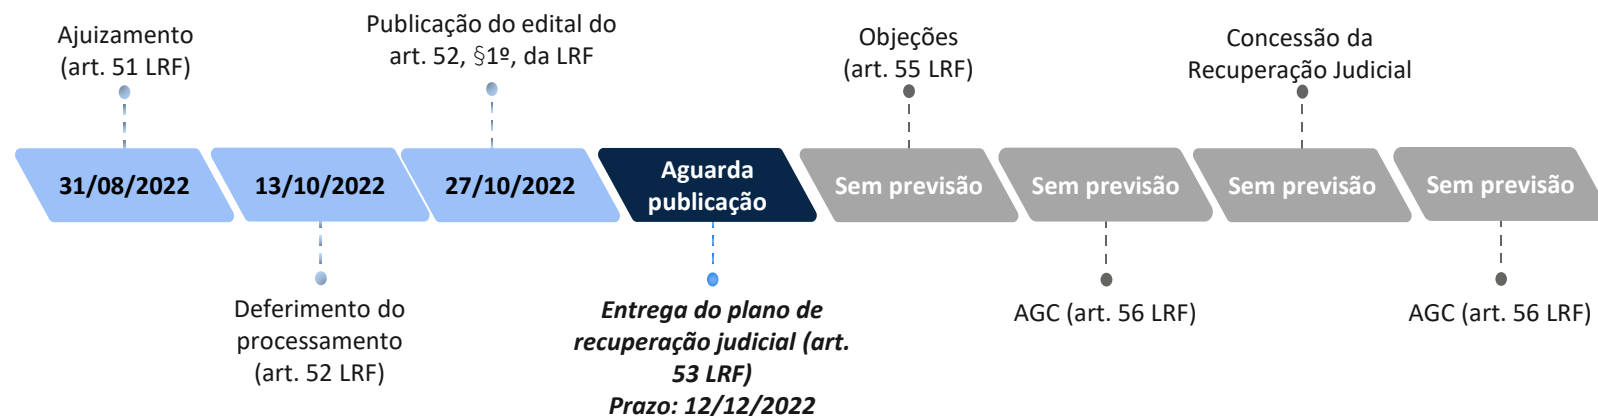 Ajuizamento
(art. 51 LRF)
Publicação do edital do
art. 52, §1º, da LRF
Objeções
(art. 55 LRF)
Concessão da
Recuperação Judicial
31/08/2022
13/10/2022
27/10/2022
Aguarda
publicação
Sem previsão
Sem previsão
Sem previsão
Sem previsão
Deferimento do
processamento
(art. 52 LRF)
Entrega do plano de
recuperação judicial (art.
53 LRF)
Prazo: 12/12/2022
AGC (art. 56 LRF)
AGC (art. 56 LRF)